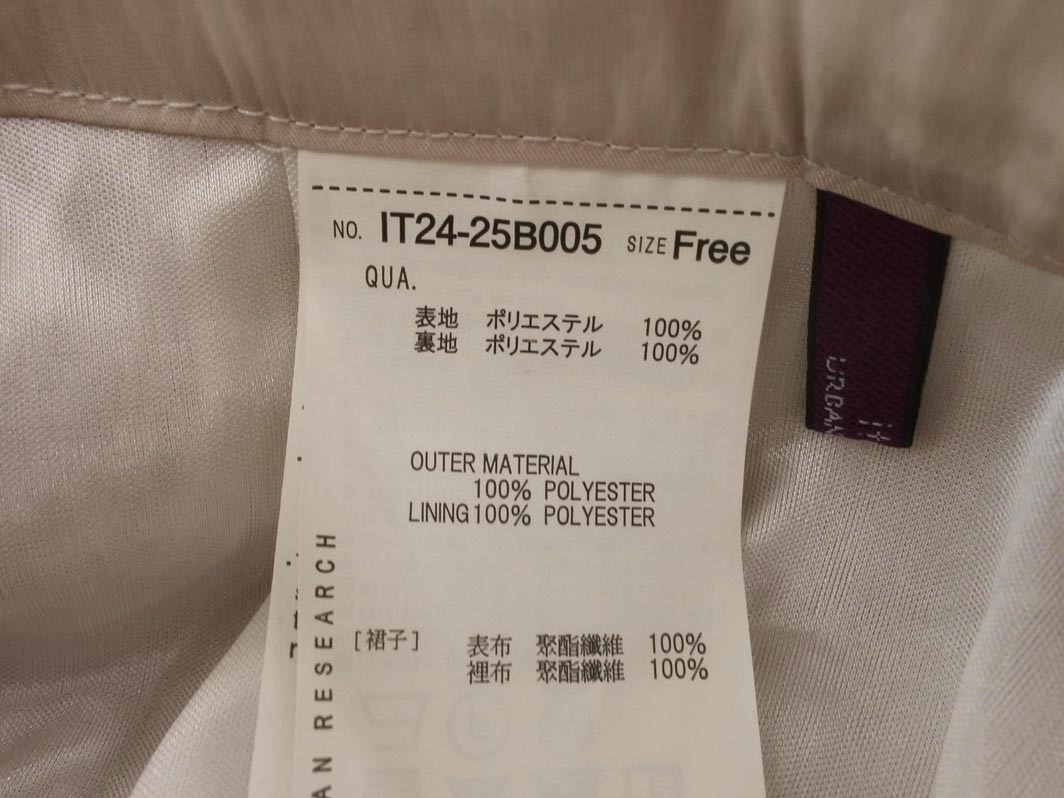 NO. IT24-25B005 SIZE Free
QUA.
表地 ポリエステル 100%
裏地 ポリエステル 100%
OUTER MATERIAL
100% POLYESTER
LINING 100% POLYESTER
[裙子] 表布 聚酯纖維 100%
裡布 聚酯纖維 100%
AN RESEARCH
URBAN
it